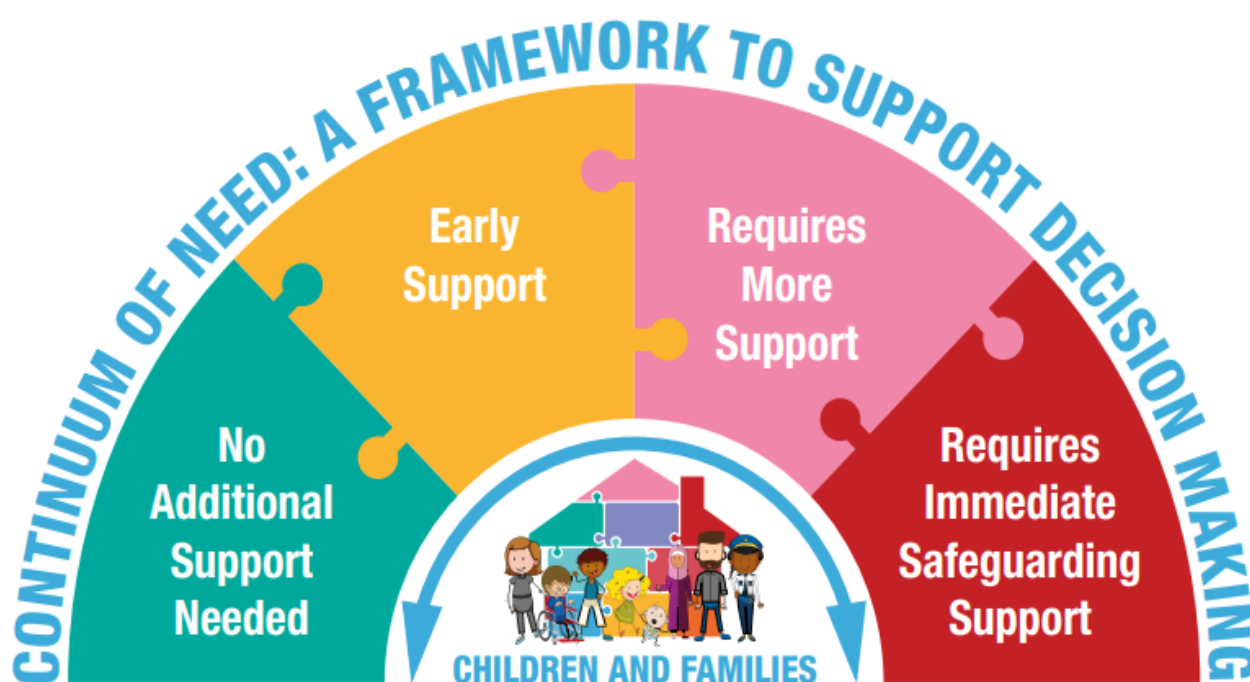 CONTINUUM OF NEED: A FRAMEWORK TO SUPPORT DECISION MAKING
No
Additional
Support
Needed
Early
Support
Requires
More
Support
Requires
Immediate
Safeguarding
Support
CHILDREN AND FAMILIES